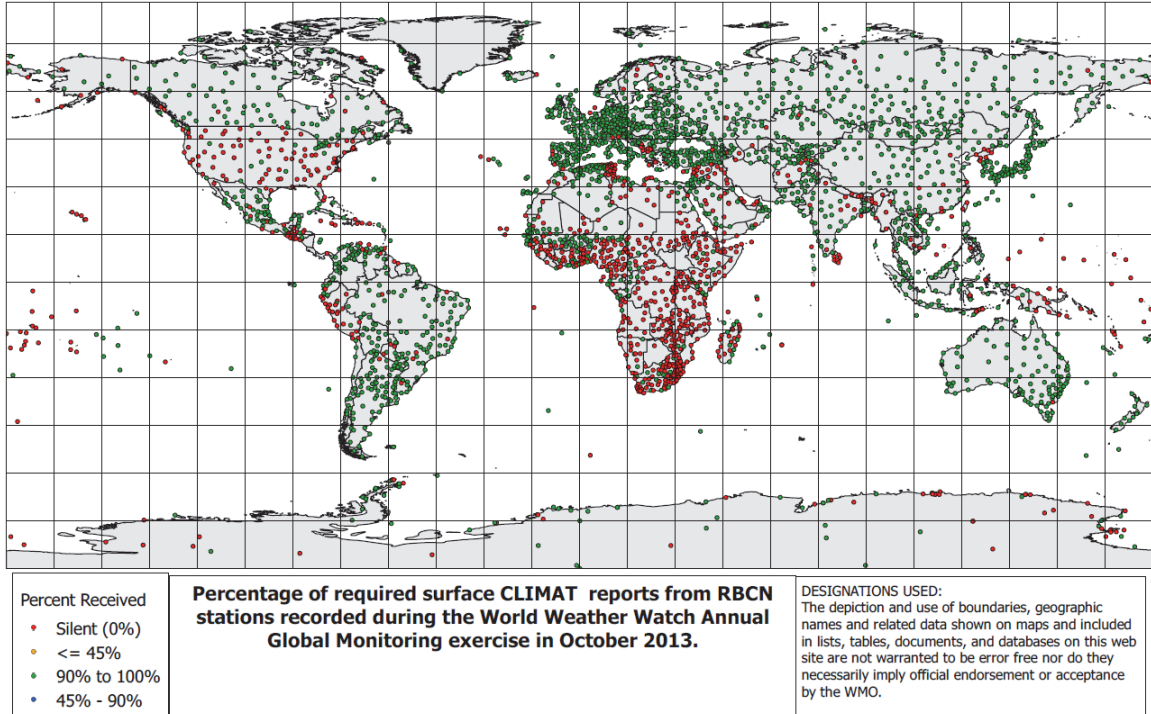 Percent Received
Silent (0%)
<= 45%
90% to 100%
45% - 90%
Percentage of required surface CLIMAT reports from RBCN
stations recorded during the World Weather Watch Annual
Global Monitoring exercise in October 2013.
DESIGNATIONS USED:
The depiction and use of boundaries, geographic
names and related data shown on maps and included
in lists, tables, documents, and databases on this web
site are not warranted to be error free nor do they
necessarily imply official endorsement or acceptance
by the WMO.